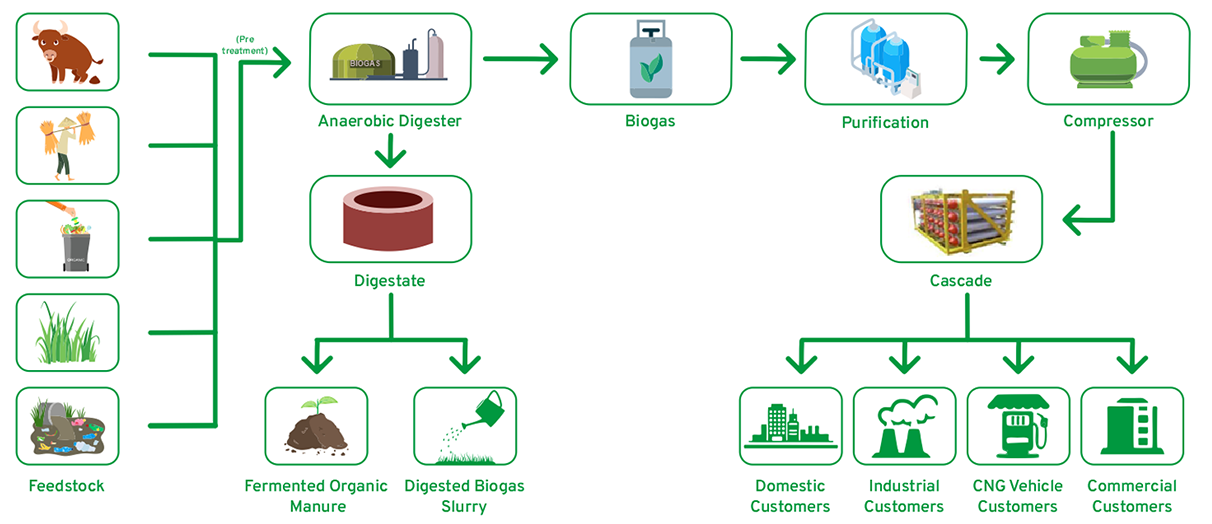 (Pre
treatment)
BIOGAS
Anaerobic Digester
Biogas
Purification
Compressor
ORGANIC
Digestate
Cascade
Feedstock
Fermented Organic
Manure
Digested Biogas
Slurry
Domestic
Customers
Industrial
Customers
CNG Vehicle
Customers
Commercial
Customers